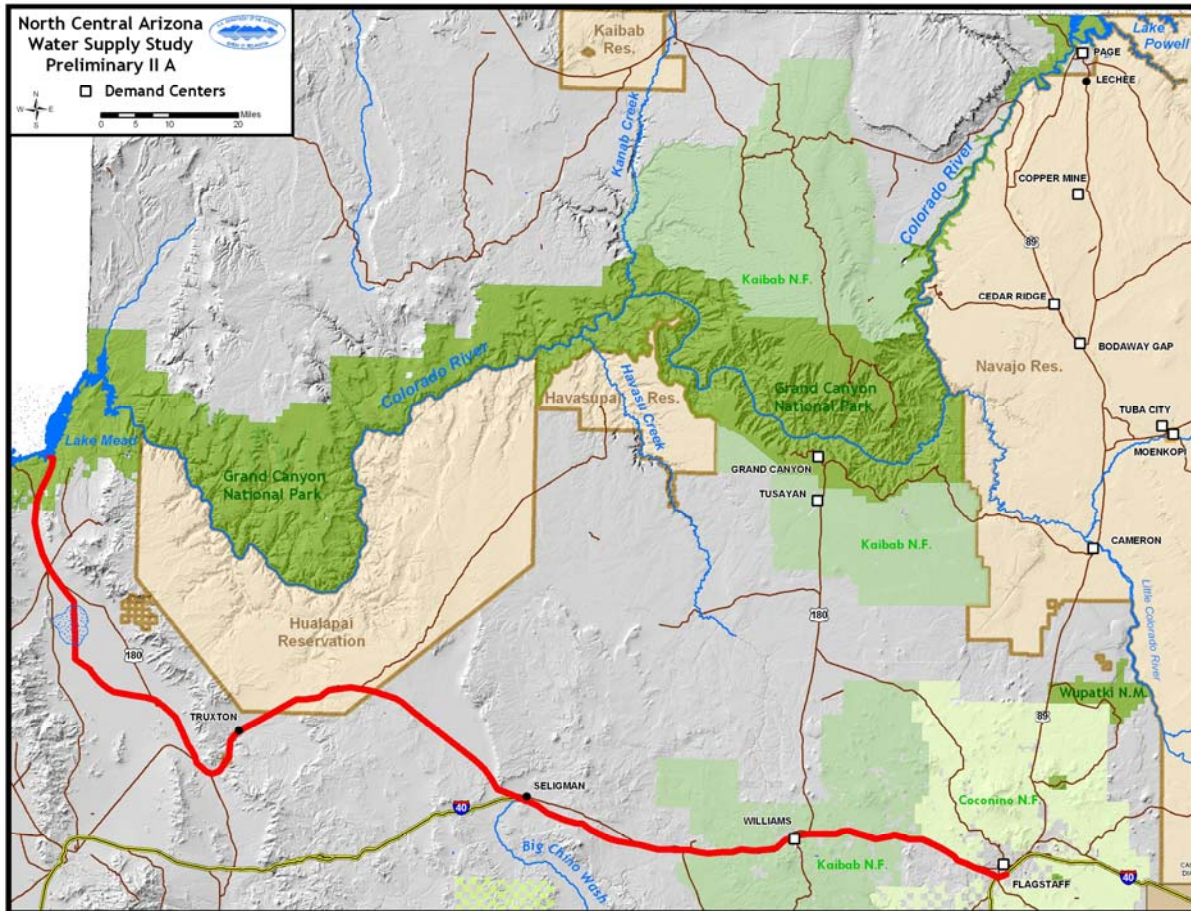 North Central Arizona
Water Supply Study
Preliminary II A
Demand Centers
N
W
E
S
0
5
10
20
Miles
Kaibab
Res.
Lake
Powell
PAGE
LECHEE
Kanab Creek
Colorado River
COPPER MINE
89
Kaibab N.F.
CEDAR RIDGE
BODAWAY GAP
Navajo Res.
Colorado River
Havasupai Res.
Havasu Creek
Grand Canyon
National Park
TUBA CITY
MOENKOPI
Lake Mead
Grand Canyon
National Park
GRAND CANYON
TUSAYAN
Kaibab N.F.
CAMERON
Little Colorado River
Hualapai
Reservation
180
180
Wupatki N.M.
89
TRUXTON
SELIGMAN
40
Coconino N.F.
WILLIAMS
Big Chino Wash
Kaibab N.F.
FLAGSTAFF
40